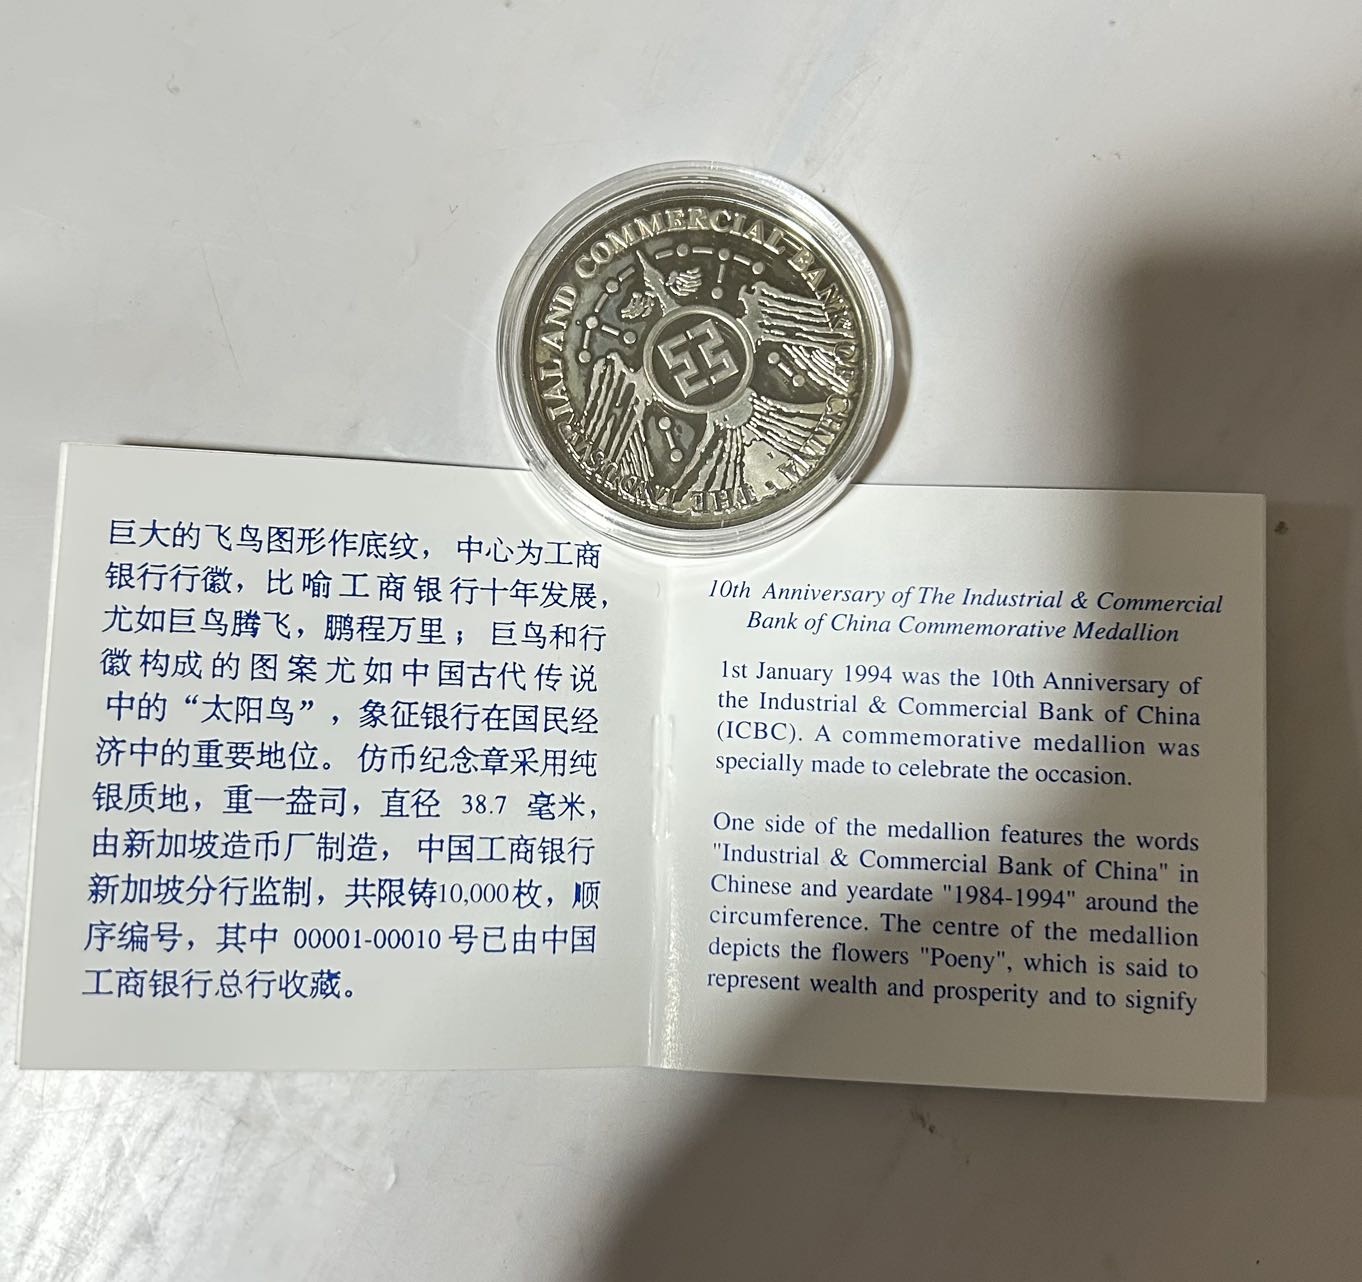 THE INDUSTRIAL AND COMMERCIAL BANK OF CHINA
巨大的飞鸟图形作底纹，中心为工商
银行行徽，比喻工商银行十年发展，
尤如巨鸟腾飞，鹏程万里；巨鸟和行
徽构成的图案尤如中国古代传说
中的“太阳鸟”，象征银行在国民经
济中的重要地位。仿币纪念章采用纯
银质地，重一盎司，直径 38.7 毫米，
由新加坡造币厂制造，中国工商银行
新加坡分行监制，共限铸10,000枚，顺
序编号，其中 00001-00010 号已由中国
工商银行总行收藏。
10th Anniversary of The Industrial & Commercial
Bank of China Commemorative Medallion
1st January 1994 was the 10th Anniversary of
the Industrial & Commercial Bank of China
(ICBC). A commemorative medallion was
specially made to celebrate the occasion.
One side of the medallion features the words
"Industrial & Commercial Bank of China" in
Chinese and yeardate "1984-1994" around the
circumference. The centre of the medallion
depicts the flowers "Poeny", which is said to
represent wealth and prosperity and to signify